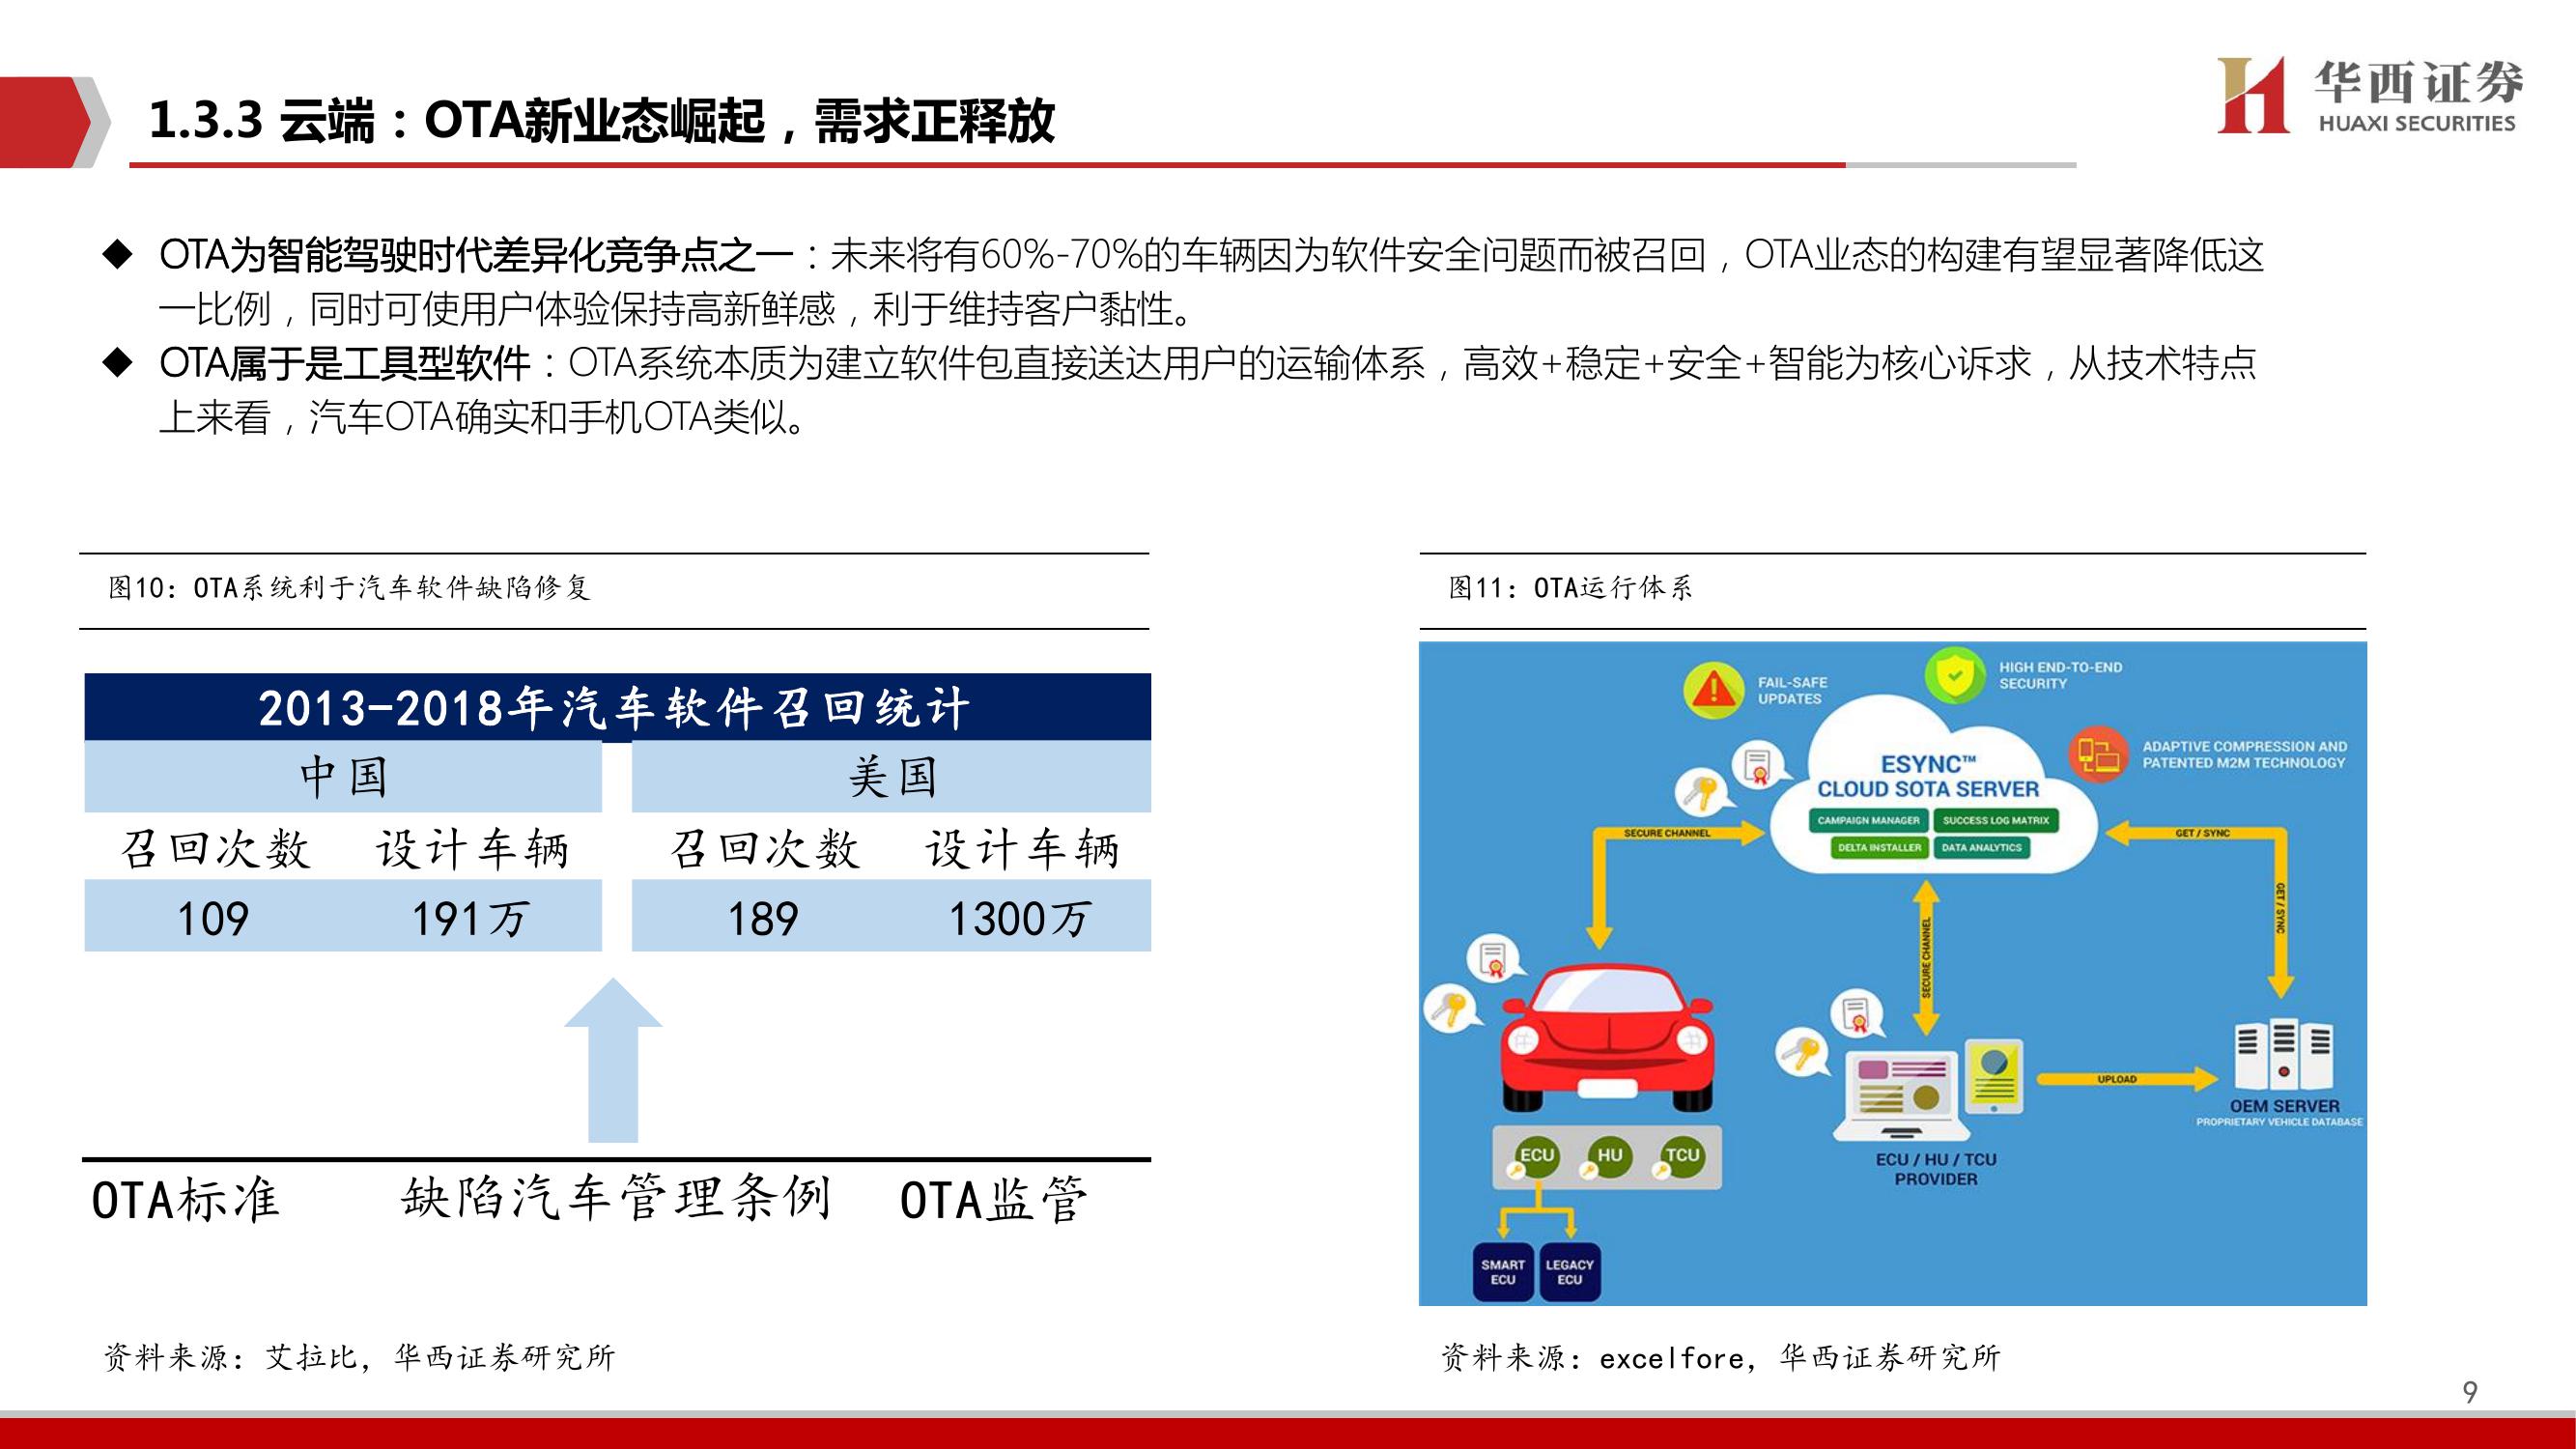 1.3.3 云端：OTA新业态崛起，需求正释放
华西证券
HUAXI SECURITIES
◆ OTA为智能驾驶时代差异化竞争点之一：未来将有60%-70%的车辆因为软件安全问题而被召回，OTA业态的构建有望显著降低这
一比例，同时可使用户体验保持高新鲜感，利于维持客户黏性。
◆ OTA属于是工具型软件：OTA系统本质为建立软件包直接送达用户的运输体系，高效+稳定+安全+智能为核心诉求，从技术特点
上来看，汽车OTA确实和手机OTA类似。
图10：OTA系统利于汽车软件缺陷修复
2013-2018年汽车软件召回统计
中国 美国
召回次数 设计车辆 召回次数 设计车辆
109 191万 189 1300万
OTA标准 缺陷汽车管理条例 OTA监管
资料来源：艾拉比，华西证券研究所
图11：OTA运行体系
FAIL-SAFE
UPDATES
HIGH END-TO-END
SECURITY
ADAPTIVE COMPRESSION AND
PATENTED M2M TECHNOLOGY
ESYNC™
CLOUD SOTA SERVER
CAMPAIGN MANAGER SUCCESS LOG MATRIX
DELTA INSTALLER DATA ANALYTICS
SECURE CHANNEL
GET / SYNC
GET / SYNC
SECURE CHANNEL
UPLOAD
OEM SERVER
PROPRIETARY VEHICLE DATABASE
ECU / HU / TCU
PROVIDER
ECU HU TCU
SMART
ECU
LEGACY
ECU
资料来源：excelfore，华西证券研究所
9